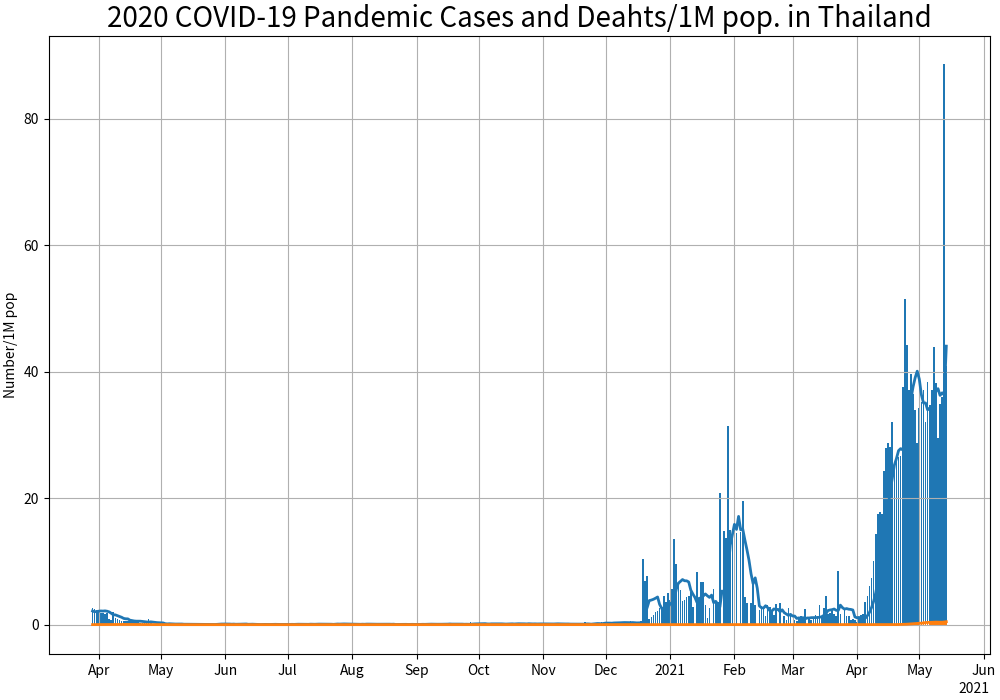 2020 COVID-19 Pandemic Cases and Deahts/1M pop. in Thailand
Number/1M pop
80
60
40
20
0
Apr May Jun Jul Aug Sep Oct Nov Dec 2021 Feb Mar Apr May Jun
2021